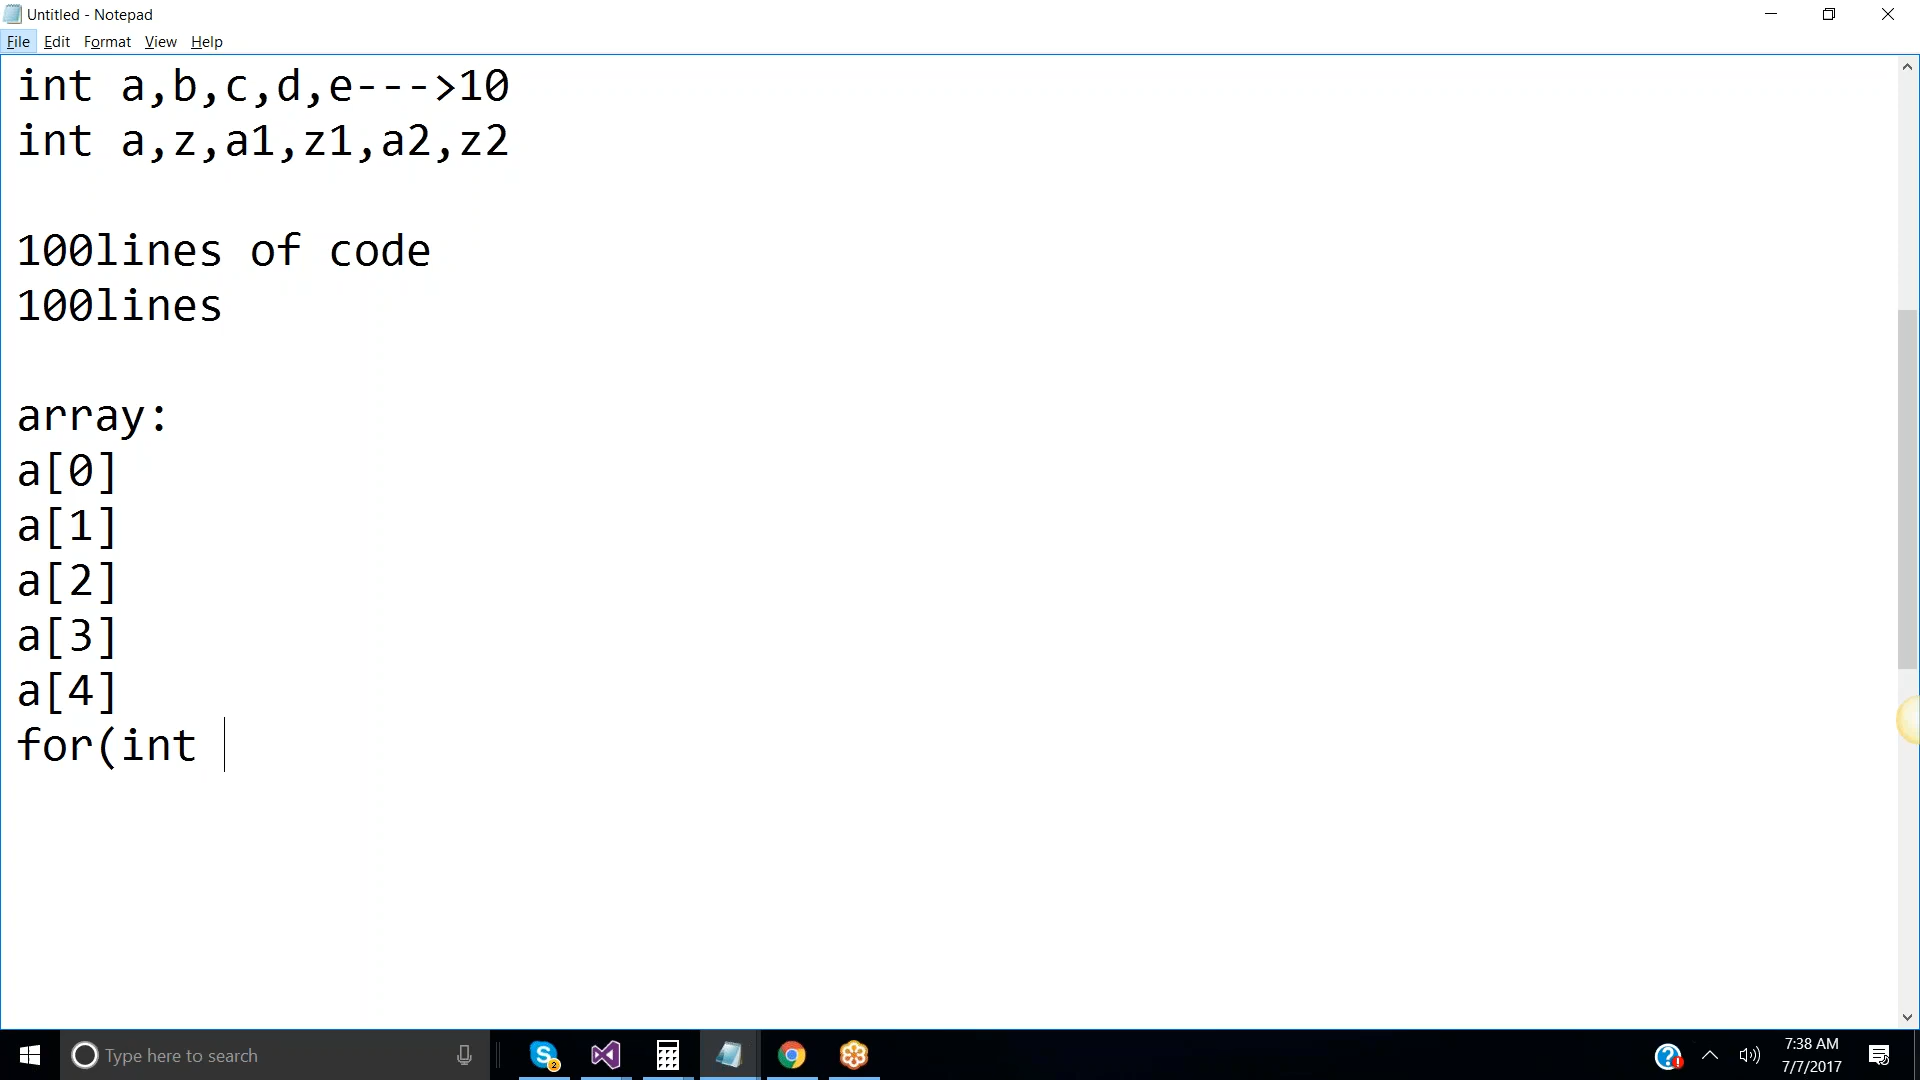 Untitled - Notepad
File Edit Format View Help
int a,b,c,d,e--->10
int a,z,a1,z1,a2,z2
100lines of code
100lines
array:
a[0]
a[1]
a[2]
a[3]
a[4]
for(int
Type here to search
2
7:38 AM
7/7/2017